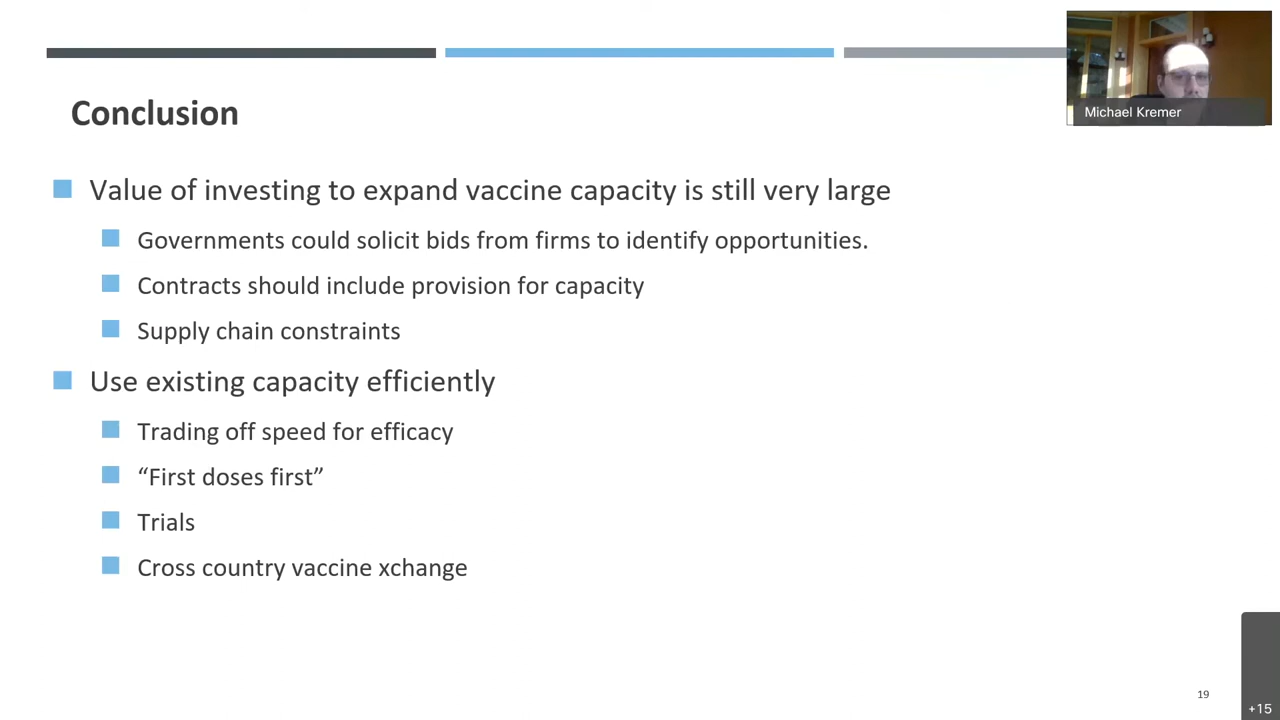 Michael Kremer
Conclusion
Value of investing to expand vaccine capacity is still very large
Governments could solicit bids from firms to identify opportunities.
Contracts should include provision for capacity
Supply chain constraints
Use existing capacity efficiently
Trading off speed for efficacy
“First doses first”
Trials
Cross country vaccine xchange
19
+15